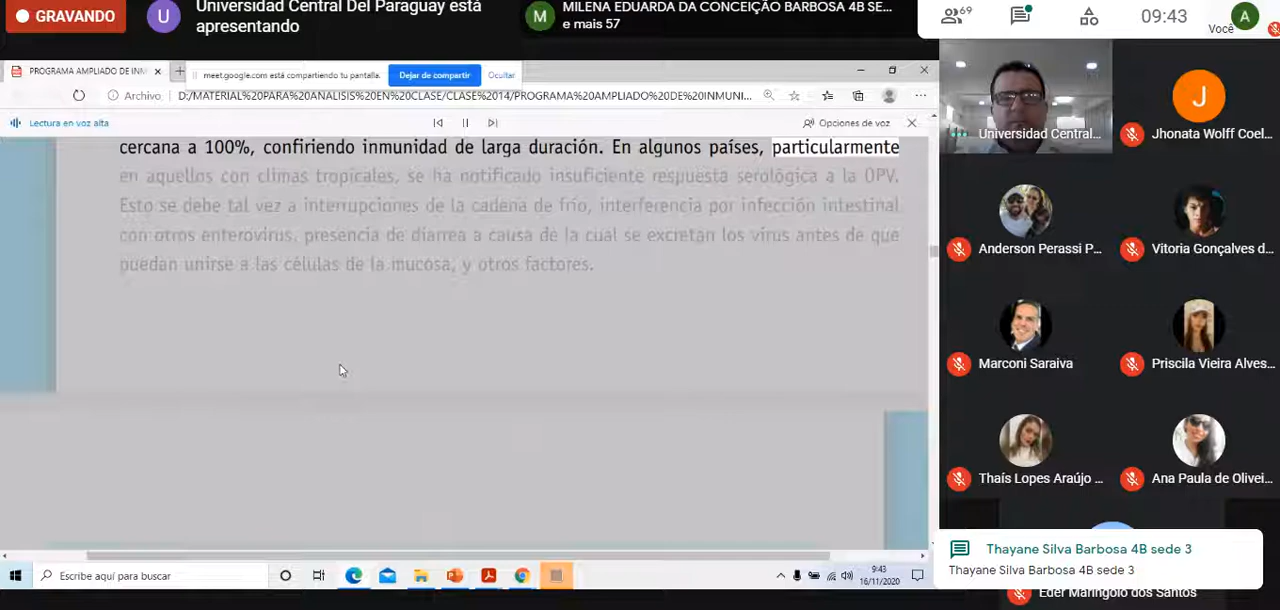 GRAVANDO
U
Universidad Central Del Paraguay está
apresentando
M
MILENA EDUARDA DA CONCEIÇÃO BARBOSA 4B SE...
e mais 57
69
09:43
Você
A
PROGRAMA AMPLIADO DE INM
meet.google.com está compartiendo tu pantalla.
Dejar de compartir
Ocultar
Archivo
D:/MATERIAL%20PARA%20ANALISIS%20EN%20CLASE/CLASE%2014/PROGRAMA%20AMPLIADO%20DE%20INMUNI...
Lectura en voz alta
Opciones de voz
cercana a 100%, confiriendo inmunidad de larga duración. En algunos países, particularmente
en aquellos con climas tropicales, se ha notificado insuficiente respuesta serológica a la OPV.
Esto se debe tal vez a interrupciones de la cadena de frío, interferencia por infección intestinal
con otros enterovirus, presencia de diarrea a causa de la cual se excretan los virus antes de que
puedan unirse a las células de la mucosa, y otros factores.
Universidad Central...
J
Jhonata Wolff Coel...
Anderson Perassi P...
Vitoria Gonçalves d...
Marconi Saraiva
Priscila Vieira Alves...
Thaís Lopes Araújo ...
Ana Paula de Olivei...
Thayane Silva Barbosa 4B sede 3
Thayane Silva Barbosa 4B sede 3
Eder Maringolo dos Santos
Escribe aquí para buscar
9:43
16/11/2020